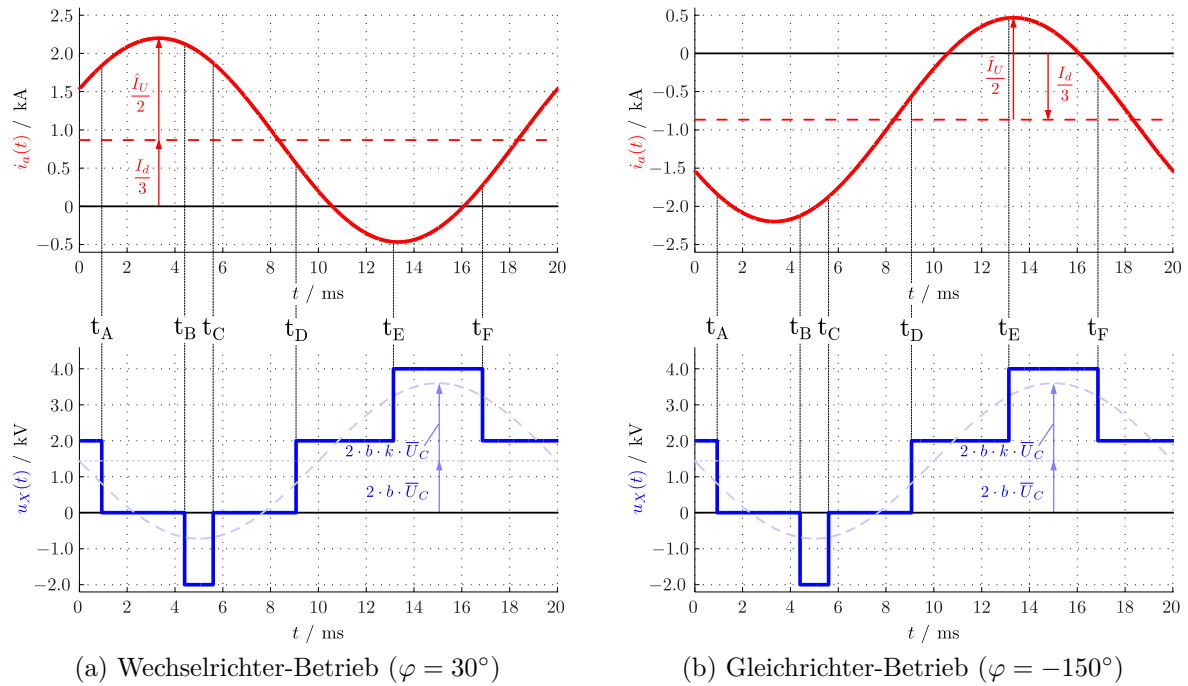 2.5
2.0
1.5
1.0
0.5
0
−0.5
i_a(t) / kA
Î_U/2
I_d/3
0 2 4 6 8 10 12 14 16 18 20
t / ms
t_A t_B t_C t_D t_E t_F
4.0
3.0
2.0
1.0
0
−1.0
−2.0
u_X(t) / kV
2 · b · k · U̅_C
2 · b · U̅_C
0 2 4 6 8 10 12 14 16 18 20
t / ms
(a) Wechselrichter-Betrieb (φ = 30°)
0.5
0
−0.5
−1.0
−1.5
−2.0
−2.5
i_a(t) / kA
Î_U/2
I_d/3
0 2 4 6 8 10 12 14 16 18 20
t / ms
t_A t_B t_C t_D t_E t_F
4.0
3.0
2.0
1.0
0
−1.0
−2.0
u_X(t) / kV
2 · b · k · U̅_C
2 · b · U̅_C
0 2 4 6 8 10 12 14 16 18 20
t / ms
(b) Gleichrichter-Betrieb (φ = −150°)